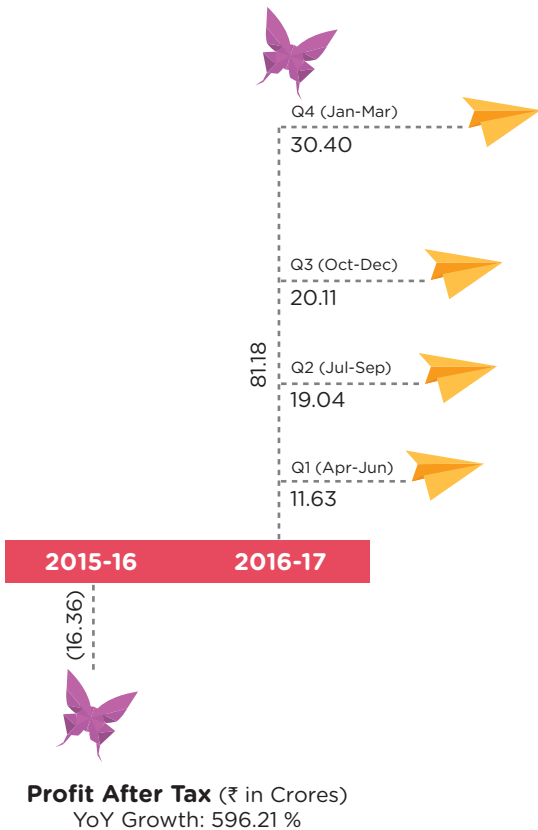 Q4 (Jan-Mar)
30.40
Q3 (Oct-Dec)
20.11
81.18
Q2 (Jul-Sep)
19.04
Q1 (Apr-Jun)
11.63
2015-16 2016-17
(16.36)
Profit After Tax (₹ in Crores)
YoY Growth: 596.21 %